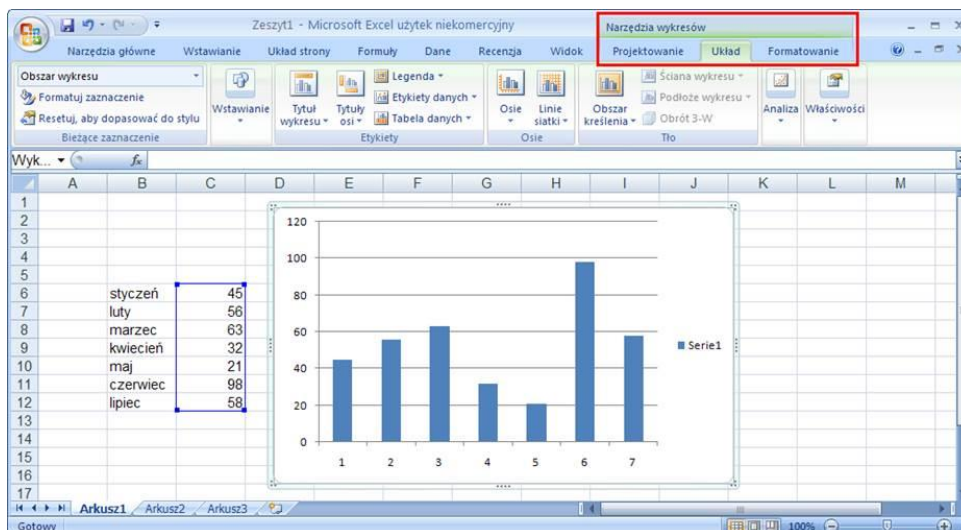 Zeszyt1 - Microsoft Excel użytek niekomercyjny
Narzędzia wykresów
Narzędzia główne Wstawianie Układ strony Formuły Dane Recenzja Widok Projektowanie Układ Formatowanie
Obszar wykresu
Formatuj zaznaczenie
Resetuj, aby dopasować do stylu
Bieżące zaznaczenie
Wstawianie
Tytuł wykresu
Tytuły osi
Legenda
Etykiety danych
Tabela danych
Etykiety
Osie
Linie siatki
Osie
Obszar kreślenia
Ściana wykresu
Podłoże wykresu
Obrót 3-W
Tło
Analiza
Właściwości
Wyk... fx
A B C D E F G H I J K L M
1
2
3
4
5
6 styczeń 45
7 luty 56
8 marzec 63
9 kwiecień 32
10 maj 21
11 czerwiec 98
12 lipiec 58
13
14
15
16
17
120
100
80
60
40
20
0
1 2 3 4 5 6 7
Serie1
Arkusz1 Arkusz2 Arkusz3
Gotowy 100%